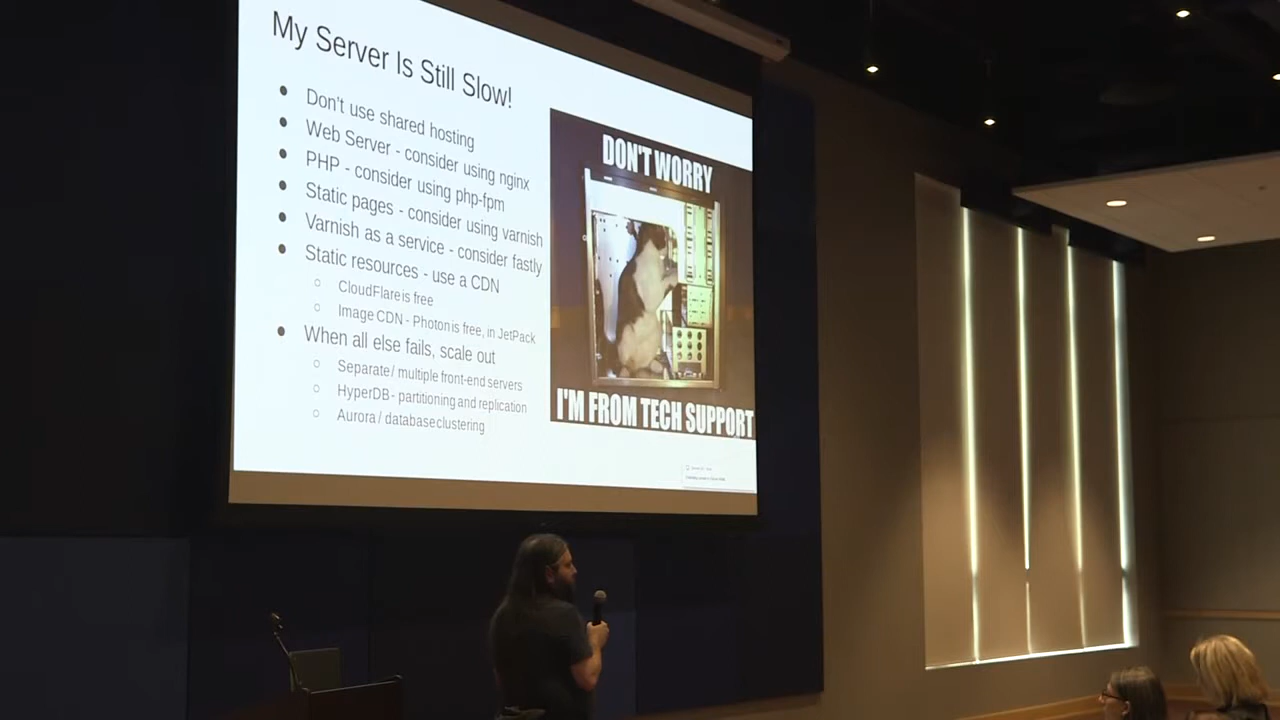 My Server Is Still Slow!
Don't use shared hosting
Web Server - consider using nginx
PHP - consider using php-fpm
Static pages - consider using varnish
Varnish as a service - consider fastly
Static resources - use a CDN
CloudFlare is free
Image CDN - Photon is free, in JetPack
When all else fails, scale out
Separate / multiple front-end servers
HyperDB - partitioning and replication
Aurora / database clustering
DON'T WORRY
I'M FROM TECH SUPPORT